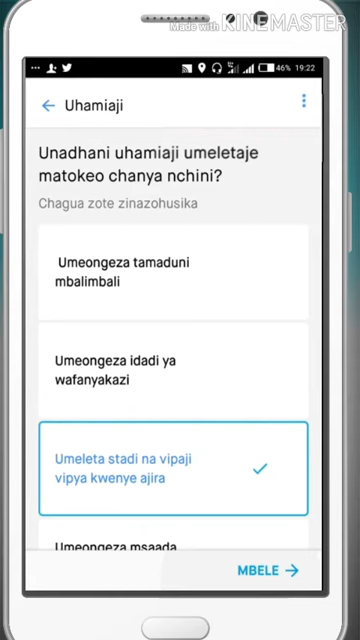 Made with KINEMASTER
46% 19:22
Uhamiaji
Unadhani uhamiaji umeletaje
matokeo chanya nchini?
Chagua zote zinazohusika
Umeongeza tamaduni
mbalimbali
Umeongeza idadi ya
wafanyakazi
Umeleta stadi na vipaji
vipya kwenye ajira
Umeongeza msaada
MBELE